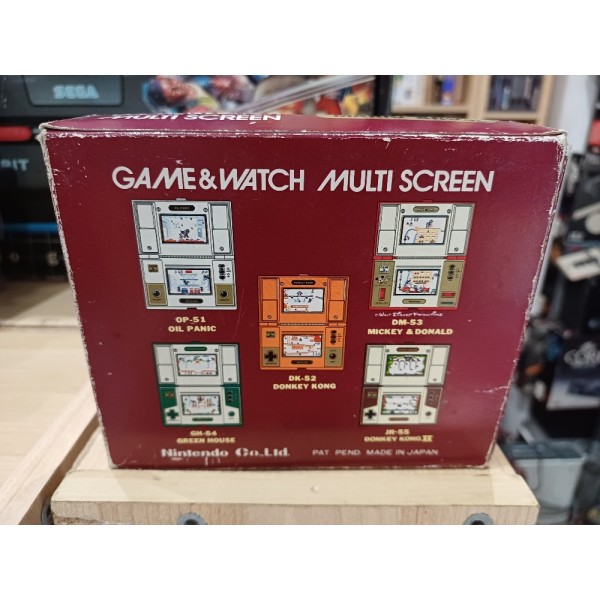 SEGA
MULTI SCREEN
GAME & WATCH MULTI SCREEN
OP-51
OIL PANIC
DM-53
MICKEY & DONALD
DK-52
DONKEY KONG
GH-54
GREEN HOUSE
JR-55
DONKEY KONG II
Nintendo Co.,Ltd.
PAT. PEND. MADE IN JAPAN